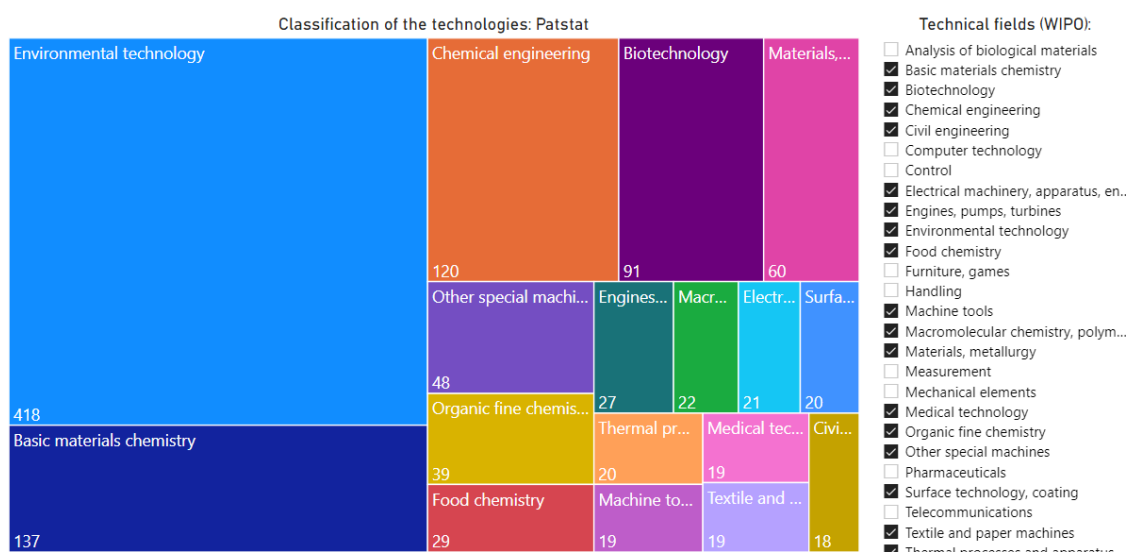 Classification of the technologies: Patstat
Environmental technology
418
Basic materials chemistry
137
Chemical engineering
120
Biotechnology
91
Materials,...
60
Other special machi...
48
Organic fine chemis...
39
Food chemistry
29
Engines...
27
Macr...
22
Electr...
21
Surfa...
20
Thermal pr...
20
Medical tec...
19
Machine to...
19
Textile and ...
19
Civi...
18
Technical fields (WIPO):
Analysis of biological materials
Basic materials chemistry
Biotechnology
Chemical engineering
Civil engineering
Computer technology
Control
Electrical machinery, apparatus, en...
Engines, pumps, turbines
Environmental technology
Food chemistry
Furniture, games
Handling
Machine tools
Macromolecular chemistry, polym...
Materials, metallurgy
Measurement
Mechanical elements
Medical technology
Organic fine chemistry
Other special machines
Pharmaceuticals
Surface technology, coating
Telecommunications
Textile and paper machines
Thermal processes and apparatus